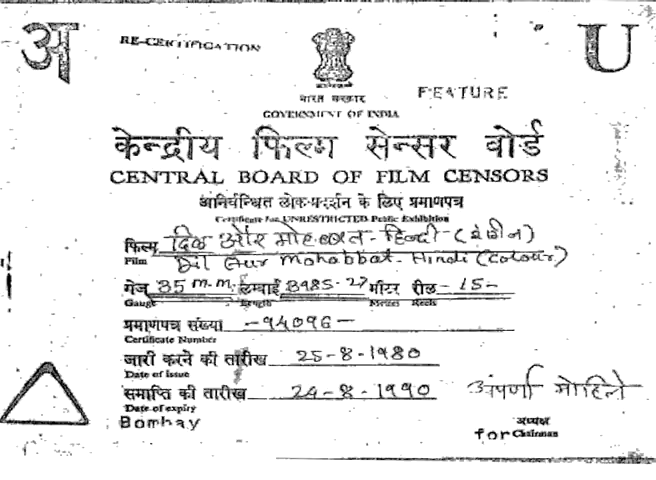 अ
RE-CERTIFICATION
U
भारत सरकार
FEATURE
GOVERNMENT OF INDIA
केन्द्रीय फिल्म सेन्सर बोर्ड
CENTRAL BOARD OF FILM CENSORS
अनिर्बन्धित लोक-प्रदर्शन के लिए प्रमाणपत्र
Certificate for UNRESTRICTED Public Exhibition
फिल्म दिल और मोहब्बत - हिन्दी - (रंगीन)
Film Dil Aur Mohabbat - Hindi (Colour)
गेज 35 m.m. लम्बाई 3985.27 मीटर रील - 15 -
Gauge Length Metres Reels
प्रमाणपत्र संख्या - 94096 -
Certificate Number
जारी करने की तारीख 25-8-1980
Date of issue
समाप्ति की तारीख 24-8-1990
Date of expiry
Bombay
अपर्णा मोहिले
अध्यक्ष
for Chairman